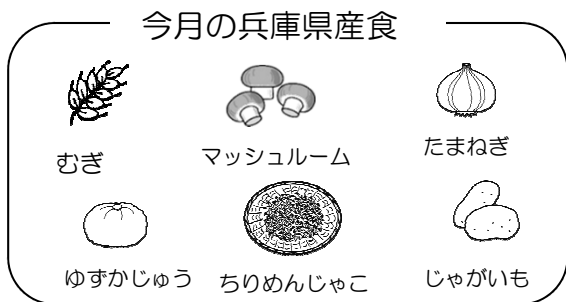 今月の兵庫県産食
むぎ
マッシュルーム
たまねぎ
ゆずかじゅう
ちりめんじゃこ
じゃがいも